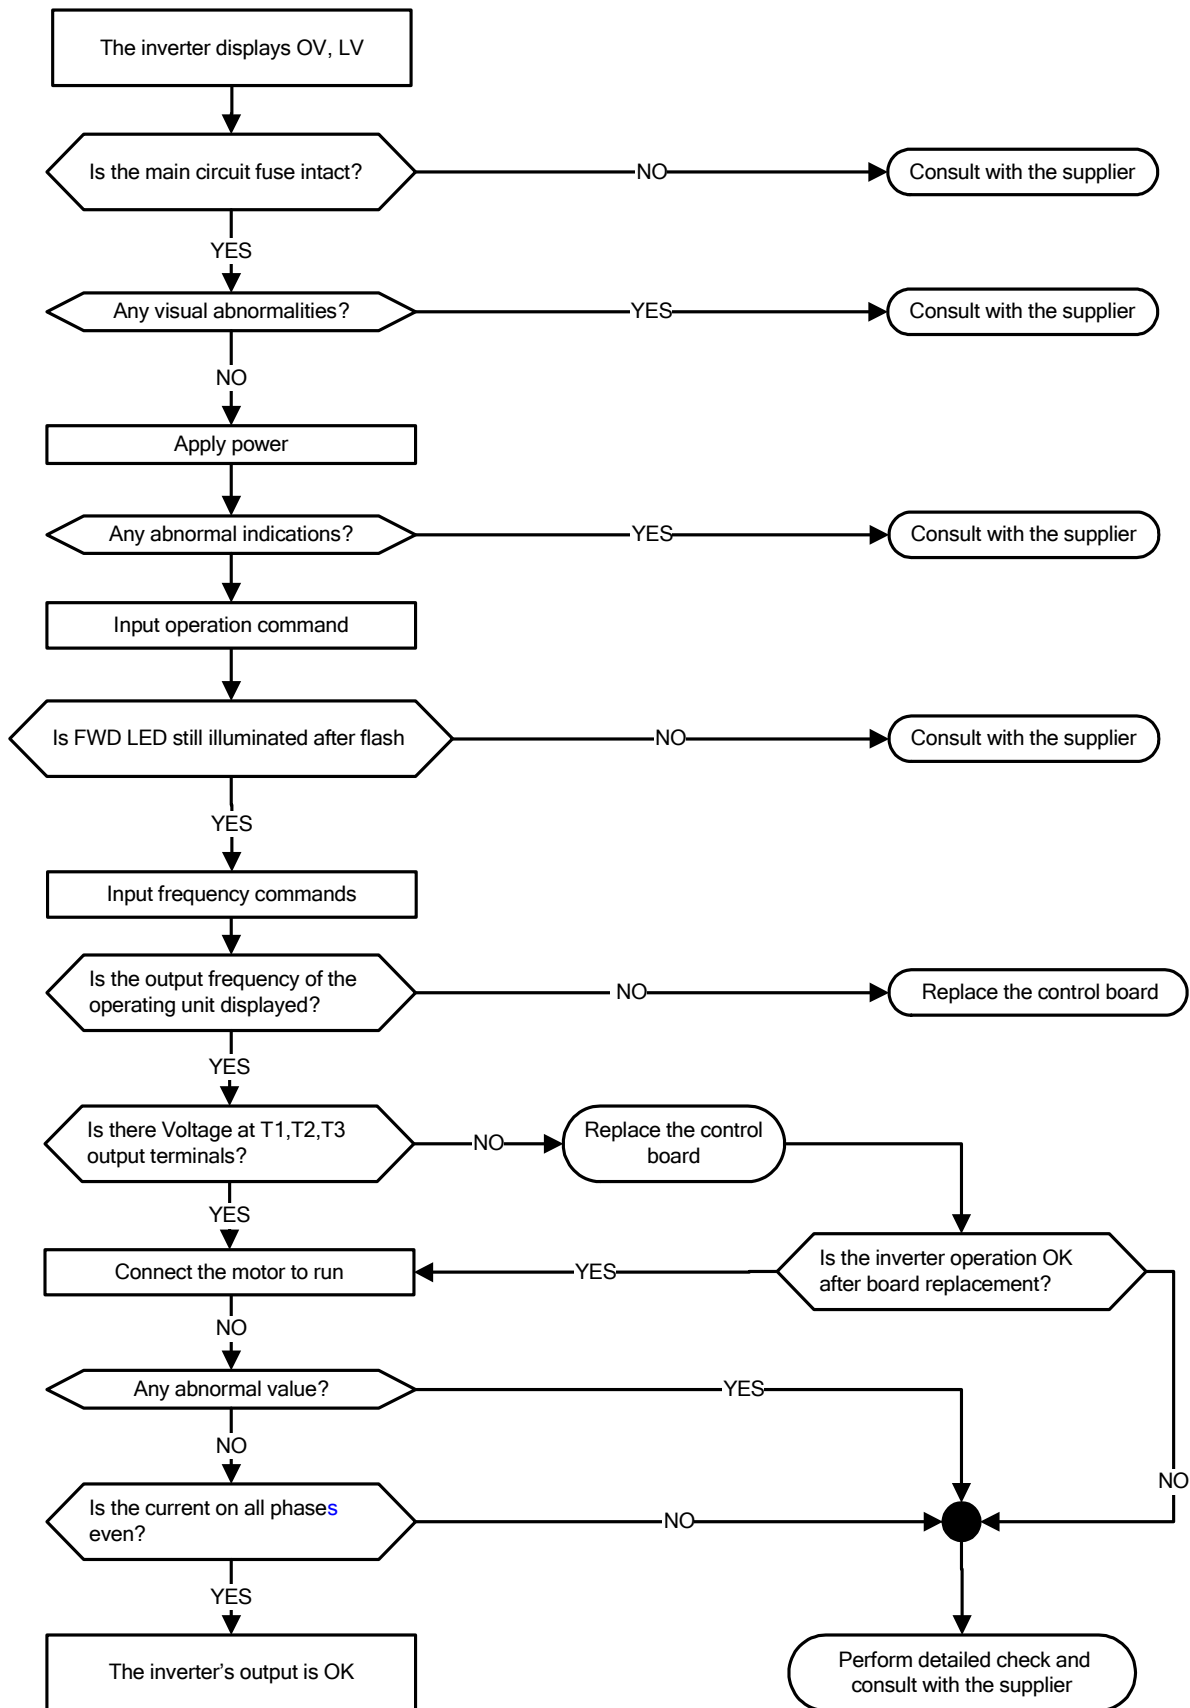 The inverter displays OV, LV
Is the main circuit fuse intact?
NO
Consult with the supplier
YES
Any visual abnormalities?
YES
Consult with the supplier
NO
Apply power
Any abnormal indications?
YES
Consult with the supplier
Input operation command
Is FWD LED still illuminated after flash
NO
Consult with the supplier
YES
Input frequency commands
Is the output frequency of the
operating unit displayed?
NO
Replace the control board
YES
Is there Voltage at T1,T2,T3
output terminals?
NO
Replace the control
board
YES
Connect the motor to run
YES
Is the inverter operation OK
after board replacement?
NO
Any abnormal value?
YES
NO
NO
Is the current on all phases
even?
NO
YES
The inverter’s output is OK
Perform detailed check and
consult with the supplier